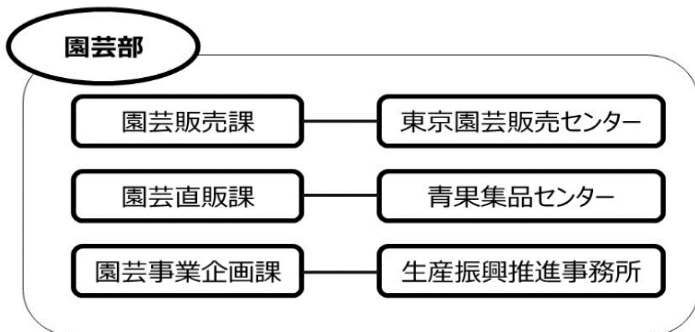 園芸部
園芸販売課
東京園芸販売センター
園芸直販課
青果集品センター
園芸事業企画課
生産振興推進事務所